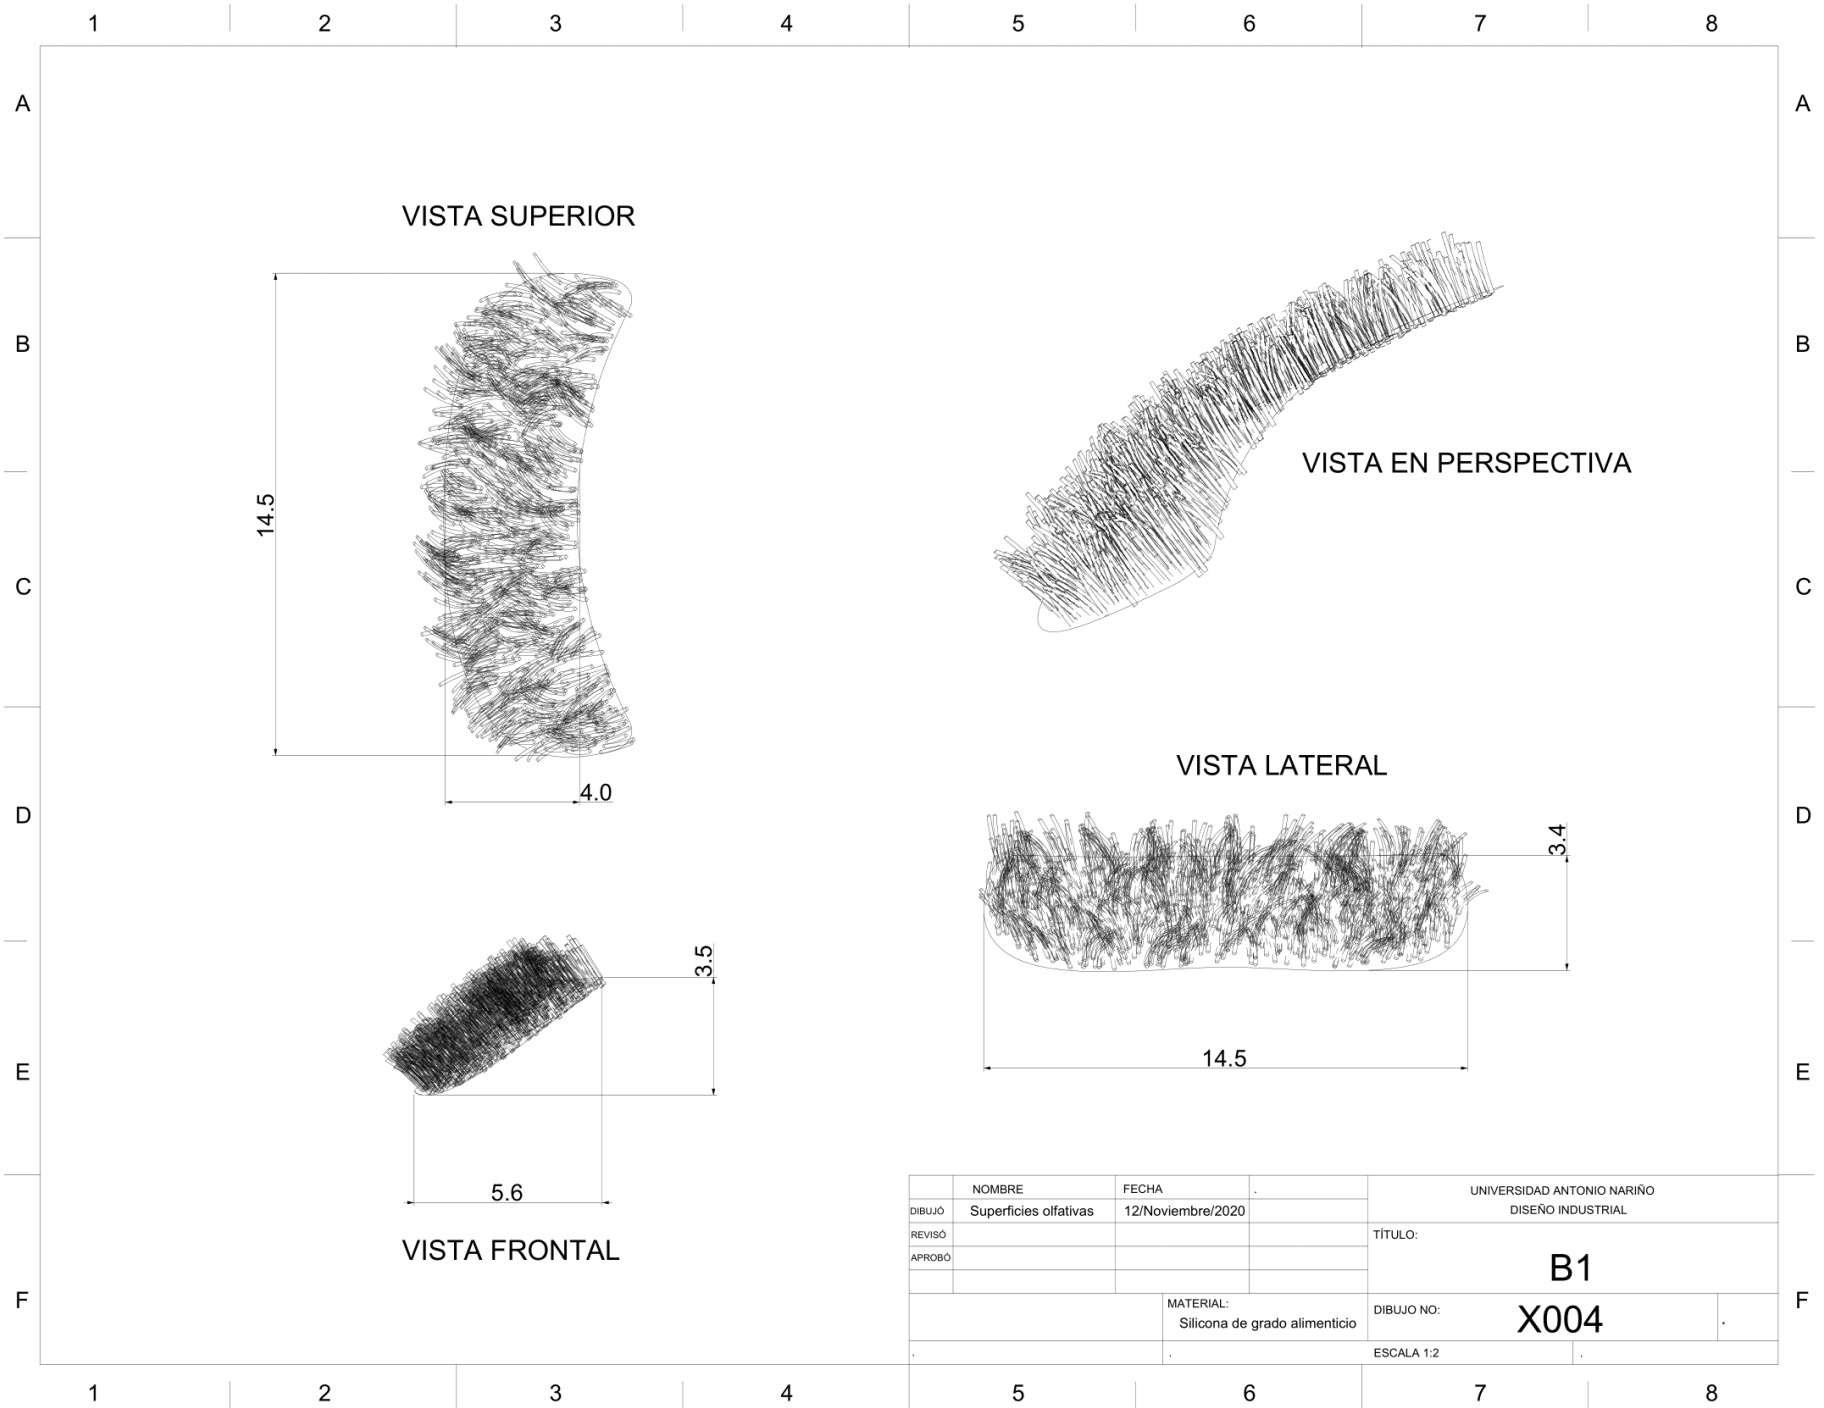 1 2 3 4 5 6 7 8
A A
VISTA SUPERIOR
B B
VISTA EN PERSPECTIVA
14.5
C C
VISTA LATERAL
4.0
D D
3.4
3.5
14.5
E E
5.6
VISTA FRONTAL
NOMBRE FECHA . UNIVERSIDAD ANTONIO NARIÑO
DIBUJÓ Superficies olfativas 12/Noviembre/2020 DISEÑO INDUSTRIAL
REVISÓ TÍTULO:
APROBÓ B1
F F
MATERIAL: DIBUJO NO: X004 .
Silicona de grado alimenticio
. . ESCALA 1:2 .
1 2 3 4 5 6 7 8